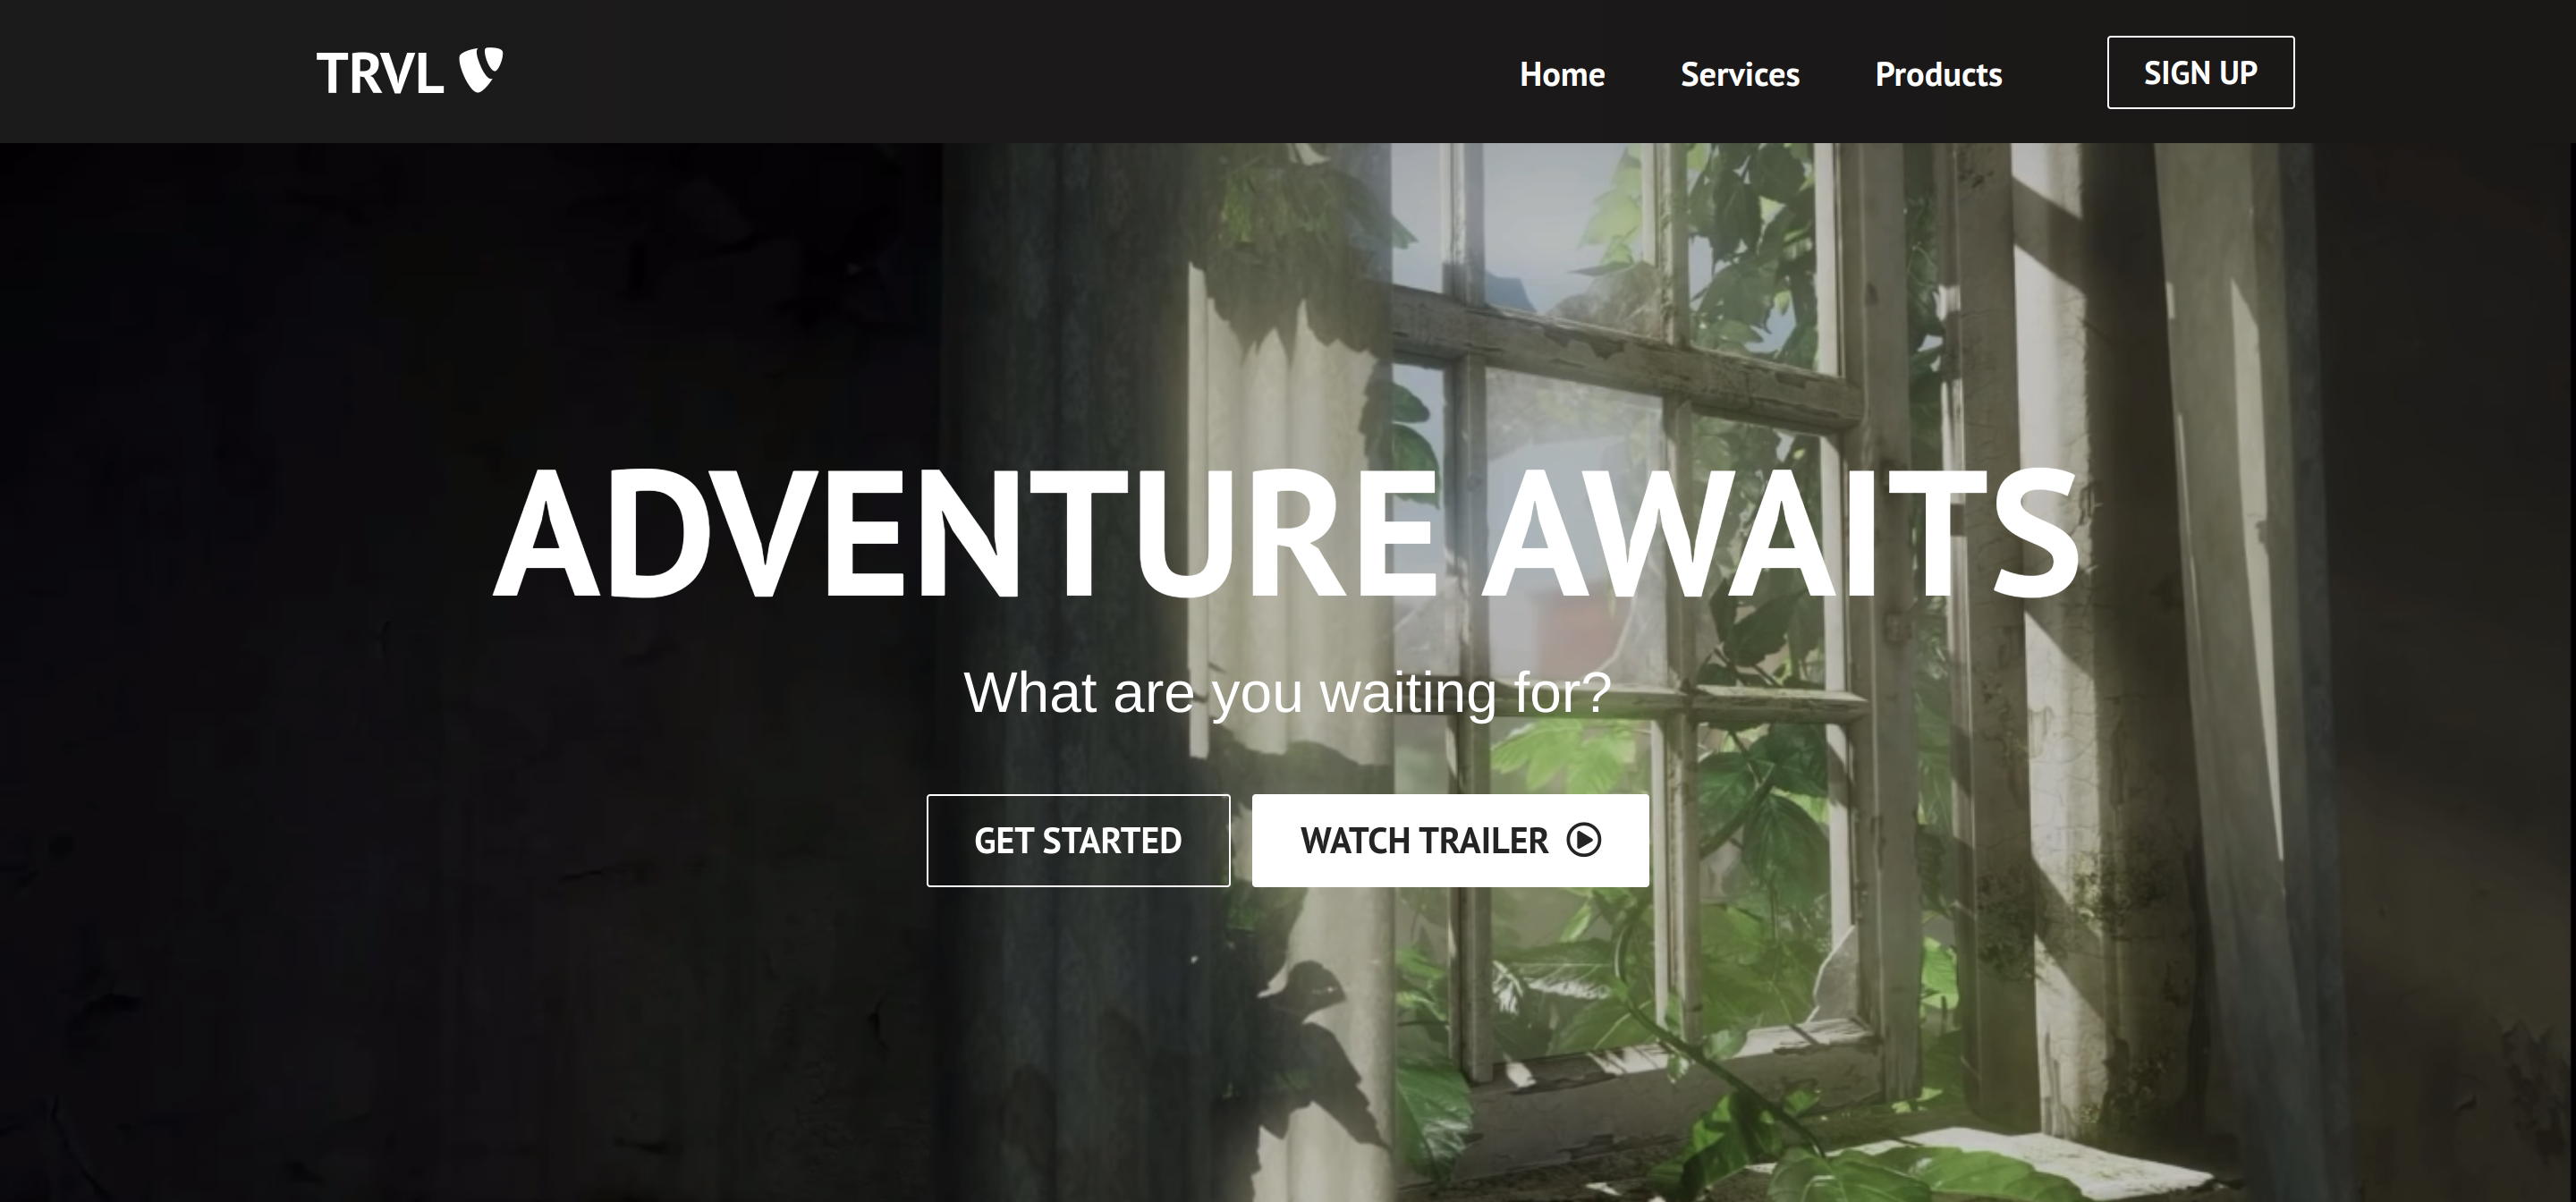 TRVL
Home Services Products SIGN UP
ADVENTURE AWAITS
What are you waiting for?
GET STARTED WATCH TRAILER